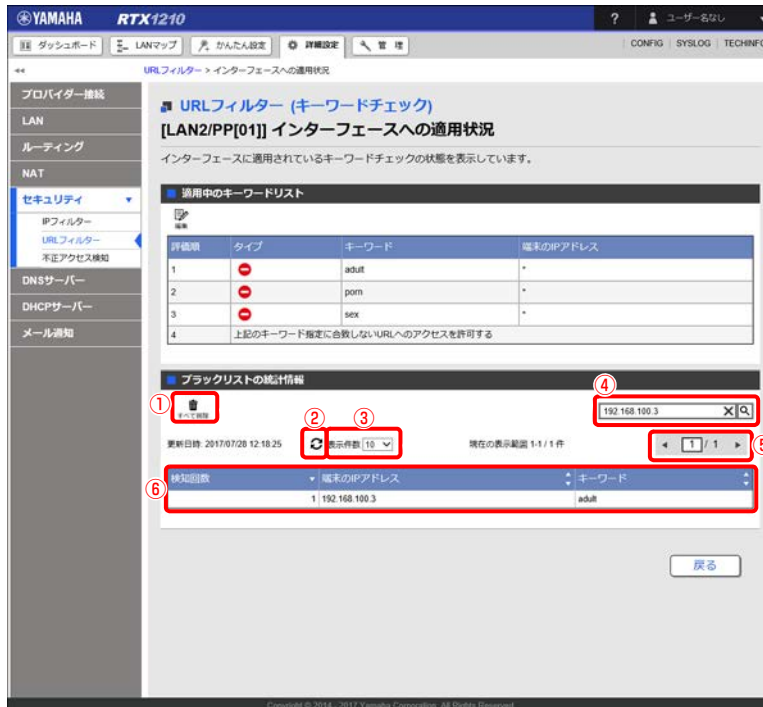 YAMAHA RTX1210 ? ユーザー名なし
ダッシュボード LANマップ かんたん設定 詳細設定 管理 CONFIG SYSLOG TECHINFO
<< URLフィルター > インターフェースへの適用状況
プロバイダー接続
LAN
ルーティング
NAT
セキュリティ
IPフィルター
URLフィルター
不正アクセス検知
DNSサーバー
DHCPサーバー
メール通知
URLフィルター (キーワードチェック)
[LAN2/PP[01]] インターフェースへの適用状況
インターフェースに適用されているキーワードチェックの状態を表示しています。
適用中のキーワードリスト
編集
評価順 タイプ キーワード 端末のIPアドレス
1 adult *
2 porn *
3 sex *
4 上記のキーワード指定に合致しないURLへのアクセスを許可する
ブラックリストの統計情報
① すべて削除 ④ 192.168.100.3
② ③ ⑤
更新日時: 2017/07/28 12:18:25 表示件数 10 現在の表示範囲 1-1 / 1 件 1 / 1
⑥ 検知回数 端末のIPアドレス キーワード
1 192.168.100.3 adult
戻る
Copyright © 2014 - 2017 Yamaha Corporation. All Rights Reserved.